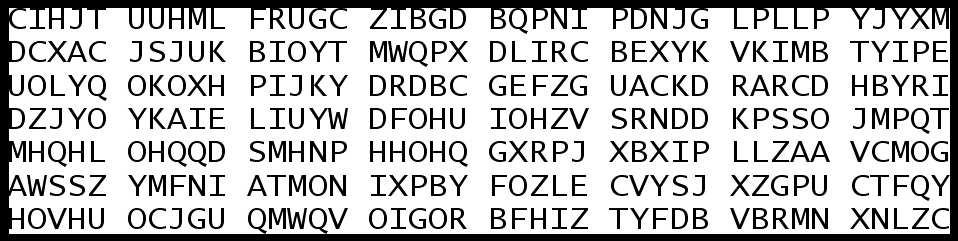 CIHJT UUHML FRUGC ZIBGD BQPNI PDNJG LPLLP YJYXM
DCXAC JSJUK BIOYT MWQPX DLIRC BEXYK VKIMB TYIPE
UOLYQ OKOXH PIJKY DRDBC GEFZG UACKD RARCD HBYRI
DZJYO YKAIE LIUYW DFOHU IOHZV SRNDD KPSSO JMPQT
MHQHL OHQQD SMHNP HHOHQ GXRPJ XBXIP LLZAA VCMOG
AWSSZ YMFNI ATMON IXPBY FOZLE CVYSJ XZGPU CTFQY
HOVHU OCJGU QMWQV OIGOR BFHIZ TYFDB VBRMN XNLZC